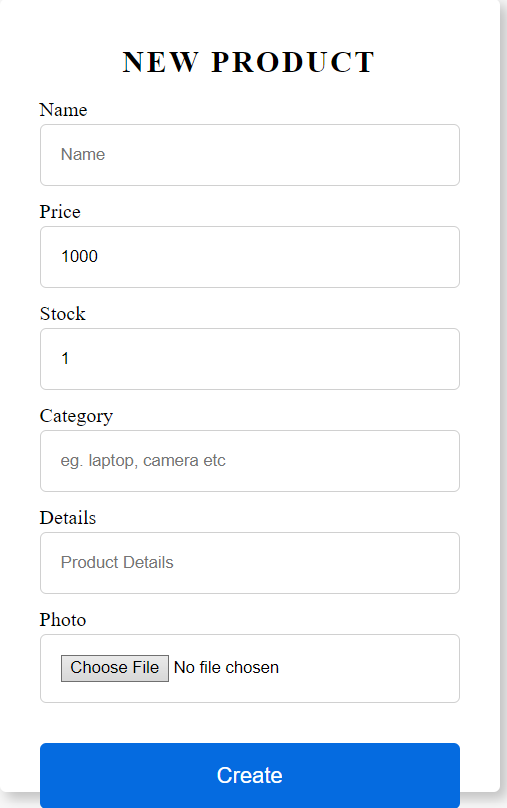 NEW PRODUCT
Name
Name
Price
1000
Stock
1
Category
eg. laptop, camera etc
Details
Product Details
Photo
Choose File No file chosen
Create